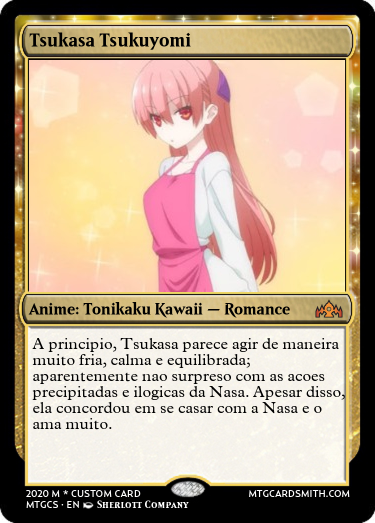 Tsukasa Tsukuyomi
Anime: Tonikaku Kawaii — Romance
A principio, Tsukasa parece agir de maneira
muito fria, calma e equilibrada;
aparentemente nao surpreso com as acoes
precipitadas e ilogicas da Nasa. Apesar disso,
ela concordou em se casar com a Nasa e o
ama muito.
2020 M * CUSTOM CARD
MTGCARDSMITH.COM
MTGCS · EN SHERLOTT COMPANY